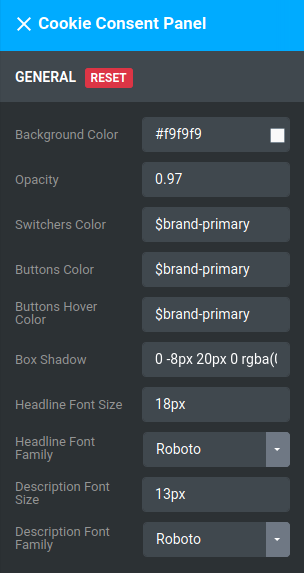 Cookie Consent Panel
GENERAL RESET
Background Color #f9f9f9
Opacity 0.97
Switchers Color $brand-primary
Buttons Color $brand-primary
Buttons Hover
Color $brand-primary
Box Shadow 0 -8px 20px 0 rgba(
Headline Font Size 18px
Headline Font
Family Roboto
Description Font
Size 13px
Description Font
Family Roboto